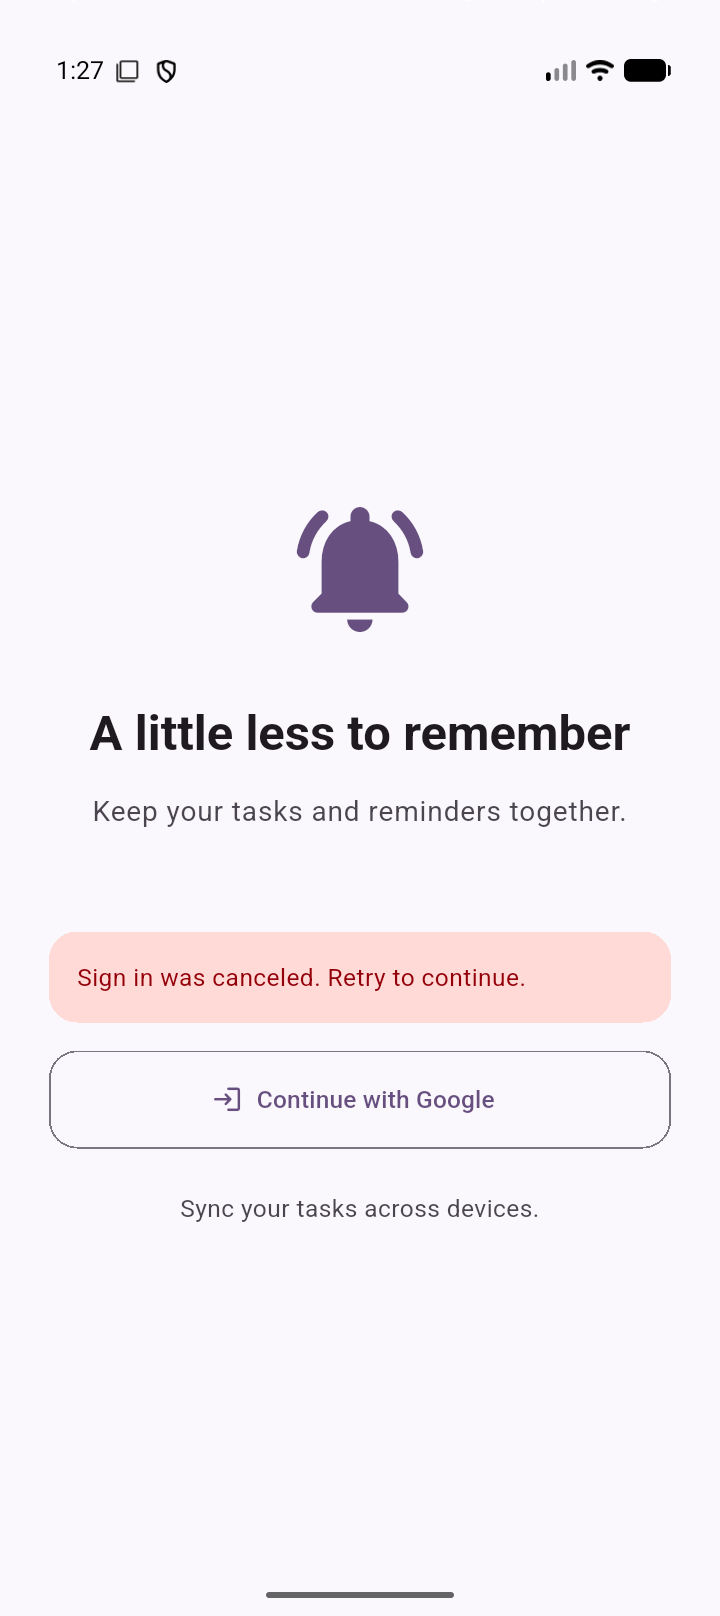 1:27
A little less to remember
Keep your tasks and reminders together.
Sign in was canceled. Retry to continue.
Continue with Google
Sync your tasks across devices.